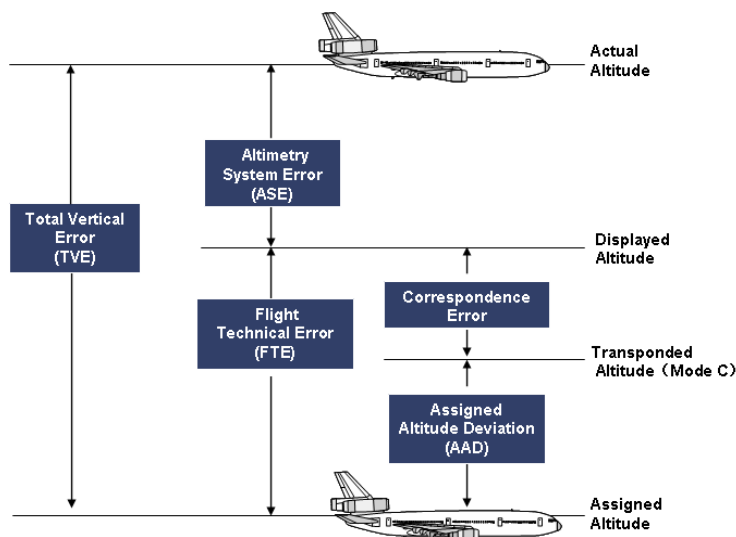 Actual
Altitude
Altimetry
System Error
(ASE)
Total Vertical
Error
(TVE)
Displayed
Altitude
Flight
Technical Error
(FTE)
Correspondence
Error
Transponded
Altitude（Mode C）
Assigned
Altitude Deviation
(AAD)
Assigned
Altitude